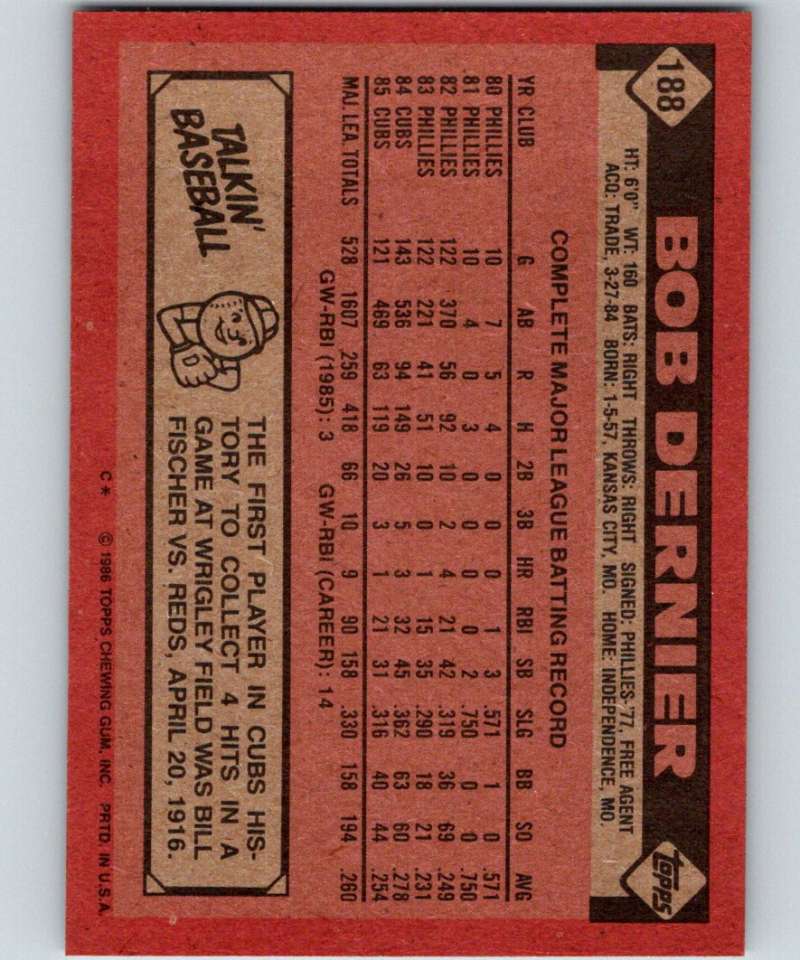 188
BOB DERNIER
topps
HT: 6'0" WT: 160 BATS: RIGHT THROWS: RIGHT SIGNED: PHILLIES-'77, FREE AGENT
ACQ: TRADE, 3-27-84 BORN: 1-5-57, KANSAS CITY, MO. HOME: INDEPENDENCE, MO.
COMPLETE MAJOR LEAGUE BATTING RECORD
YR CLUB G AB R H 2B 3B HR RBI SB SLG BB SO AVG
80 PHILLIES 10 7 5 4 0 0 0 1 3 .571 1 0 .571
81 PHILLIES 10 4 0 3 0 0 0 0 2 .750 0 0 .750
82 PHILLIES 122 370 56 92 10 2 4 21 42 .319 36 69 .249
83 PHILLIES 122 221 41 51 10 0 1 15 35 .290 18 21 .231
84 CUBS 143 536 94 149 26 5 3 32 45 .362 63 60 .278
85 CUBS 121 469 63 119 20 3 1 21 31 .316 40 44 .254
MAJ. LEA. TOTALS 528 1607 259 418 66 10 9 90 158 .330 158 194 .260
GW-RBI (1985): 3 GW-RBI (CAREER): 14
TALKIN'
BASEBALL
THE FIRST PLAYER IN CUBS HIS-
TORY TO COLLECT 4 HITS IN A
GAME AT WRIGLEY FIELD WAS BILL
FISCHER VS. REDS, APRIL 20, 1916.
C* © 1986 TOPPS CHEWING GUM, INC. PRTD. IN U.S.A.